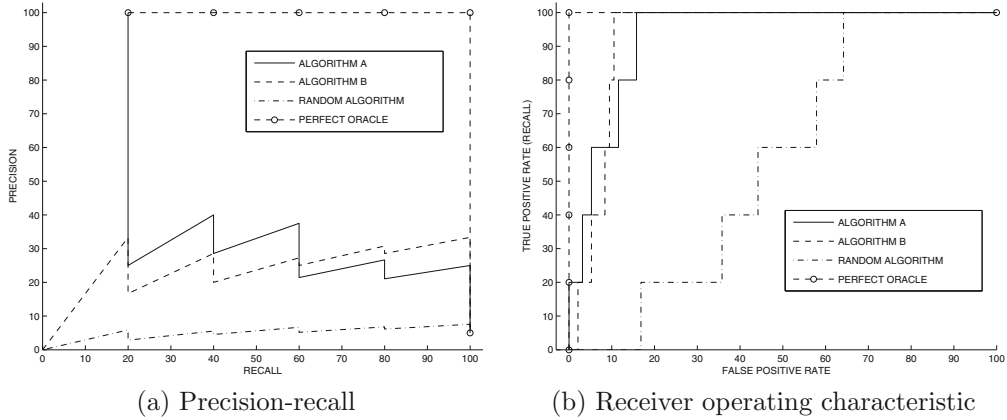 100
90
80
70
60
50
40
30
20
10
0
PRECISION
0 10 20 30 40 50 60 70 80 90 100
RECALL
ALGORITHM A
ALGORITHM B
RANDOM ALGORITHM
PERFECT ORACLE
(a) Precision-recall
100
90
80
70
60
50
40
30
20
10
0
TRUE POSITIVE RATE (RECALL)
0 10 20 30 40 50 60 70 80 90 100
FALSE POSITIVE RATE
ALGORITHM A
ALGORITHM B
RANDOM ALGORITHM
PERFECT ORACLE
(b) Receiver operating characteristic